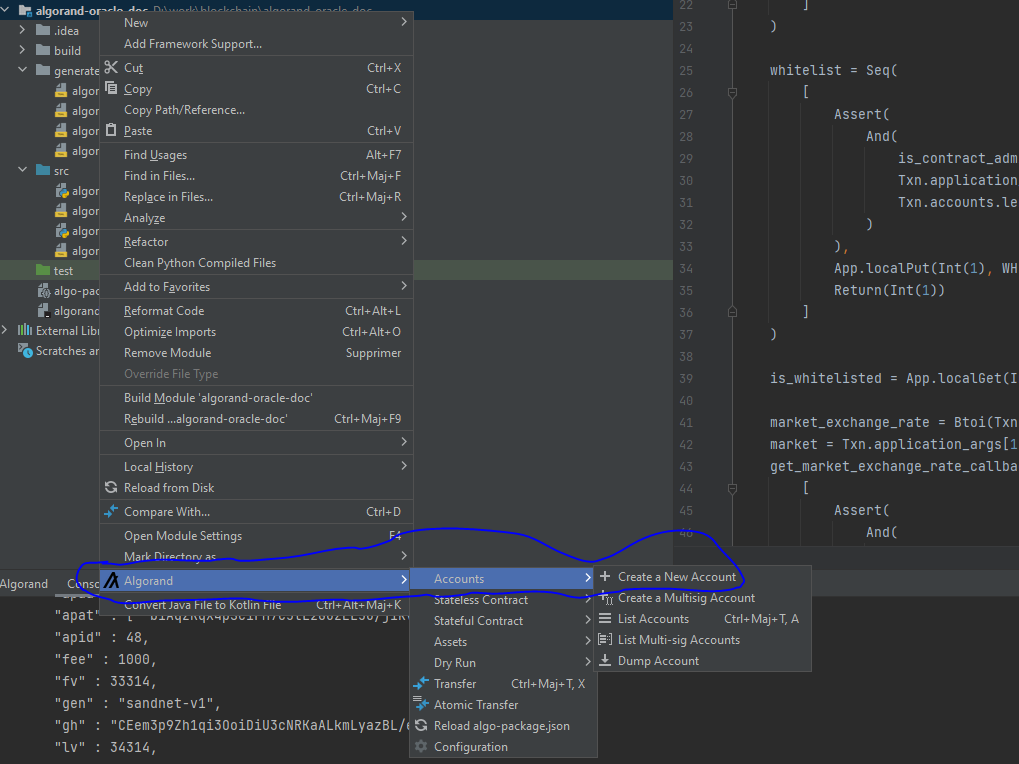 algorand-oracle-doc D:\work\blockchain\algorand-oracle-doc
.idea
build
generate
algor
algor
algor
algor
src
algor
algor
algor
algor
test
algo-pac
algorand
External Libr
Scratches an
New
Add Framework Support...
Cut Ctrl+X
Copy Ctrl+C
Copy Path/Reference...
Paste Ctrl+V
Find Usages Alt+F7
Find in Files... Ctrl+Maj+F
Replace in Files... Ctrl+Maj+R
Analyze
Refactor
Clean Python Compiled Files
Add to Favorites
Reformat Code Ctrl+Alt+L
Optimize Imports Ctrl+Alt+O
Remove Module Supprimer
Override File Type
Build Module 'algorand-oracle-doc'
Rebuild ...algorand-oracle-doc' Ctrl+Maj+F9
Open In
Local History
Reload from Disk
Compare With... Ctrl+D
Open Module Settings F4
Mark Directory as
Algorand
Convert Java File to Kotlin File Ctrl+Alt+Maj+K
Accounts
Stateless Contract
Stateful Contract
Assets
Dry Run
Transfer Ctrl+Maj+T, X
Atomic Transfer
Reload algo-package.json
Configuration
Create a New Account
Create a Multisig Account
List Accounts Ctrl+Maj+T, A
List Multi-sig Accounts
Dump Account
22 ]
23 )
24
25 whitelist = Seq(
26 [
27 Assert(
28 And(
29 is_contract_adm
30 Txn.application
31 Txn.accounts.le
32 )
33 ),
34 App.localPut(Int(1), WH
35 Return(Int(1))
36 ]
37 )
38
39 is_whitelisted = App.localGet(I
40
41 market_exchange_rate = Btoi(Txn
42 market = Txn.application_args[1
43 get_market_exchange_rate_callba
44 [
45 Assert(
46 And(
Algorand Conso
"apat" : [
"apid" : 48,
"fee" : 1000,
"fv" : 33314,
"gen" : "sandnet-v1",
"gh" : "CEem3p9Zh1qi3OoiDiU3cNRKaALkmLyazBL/
"lv" : 34314,